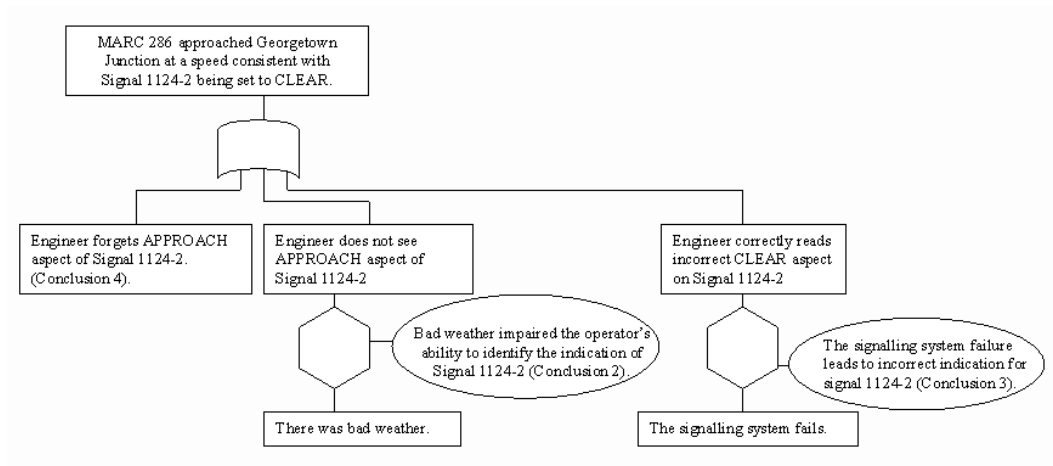 MARC 286 approached Georgetown
Junction at a speed consistent with
Signal 1124-2 being set to CLEAR.
Engineer forgets APPROACH
aspect of Signal 1124-2.
(Conclusion 4).
Engineer does not see
APPROACH aspect of
Signal 1124-2
Engineer correctly reads
incorrect CLEAR aspect
on Signal 1124-2
Bad weather impaired the operator's
ability to identify the indication of
Signal 1124-2 (Conclusion 2).
The signalling system failure
leads to incorrect indication for
signal 1124-2 (Conclusion 3).
There was bad weather.
The signalling system fails.